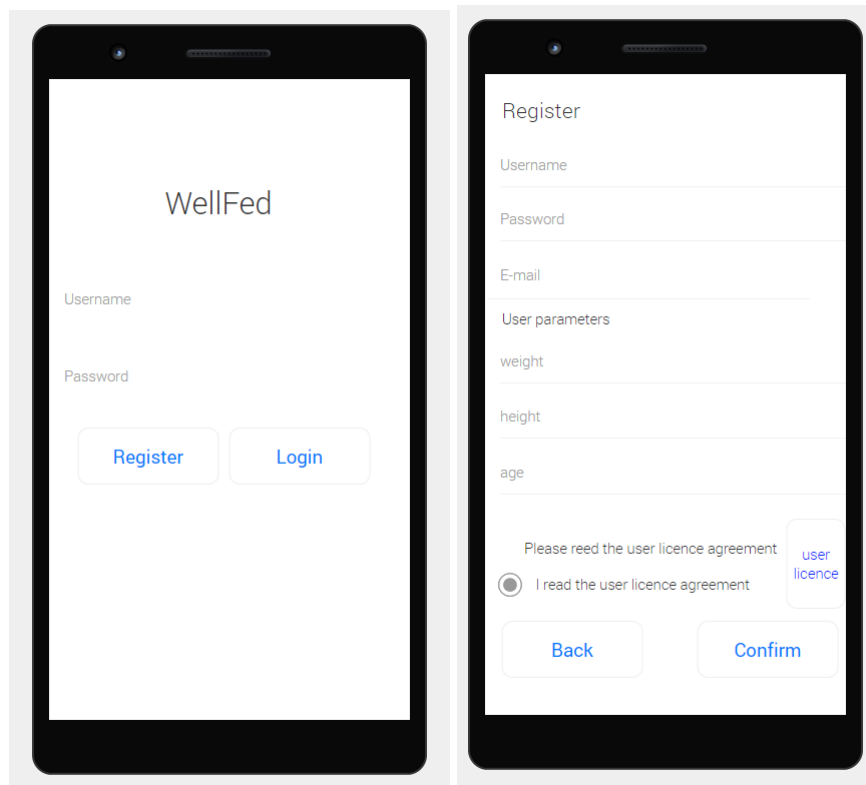 WellFed
Username
Password
Register
Login
Register
Username
Password
E-mail
User parameters
weight
height
age
Please reed the user licence agreement
user
licence
I read the user licence agreement
Back
Confirm